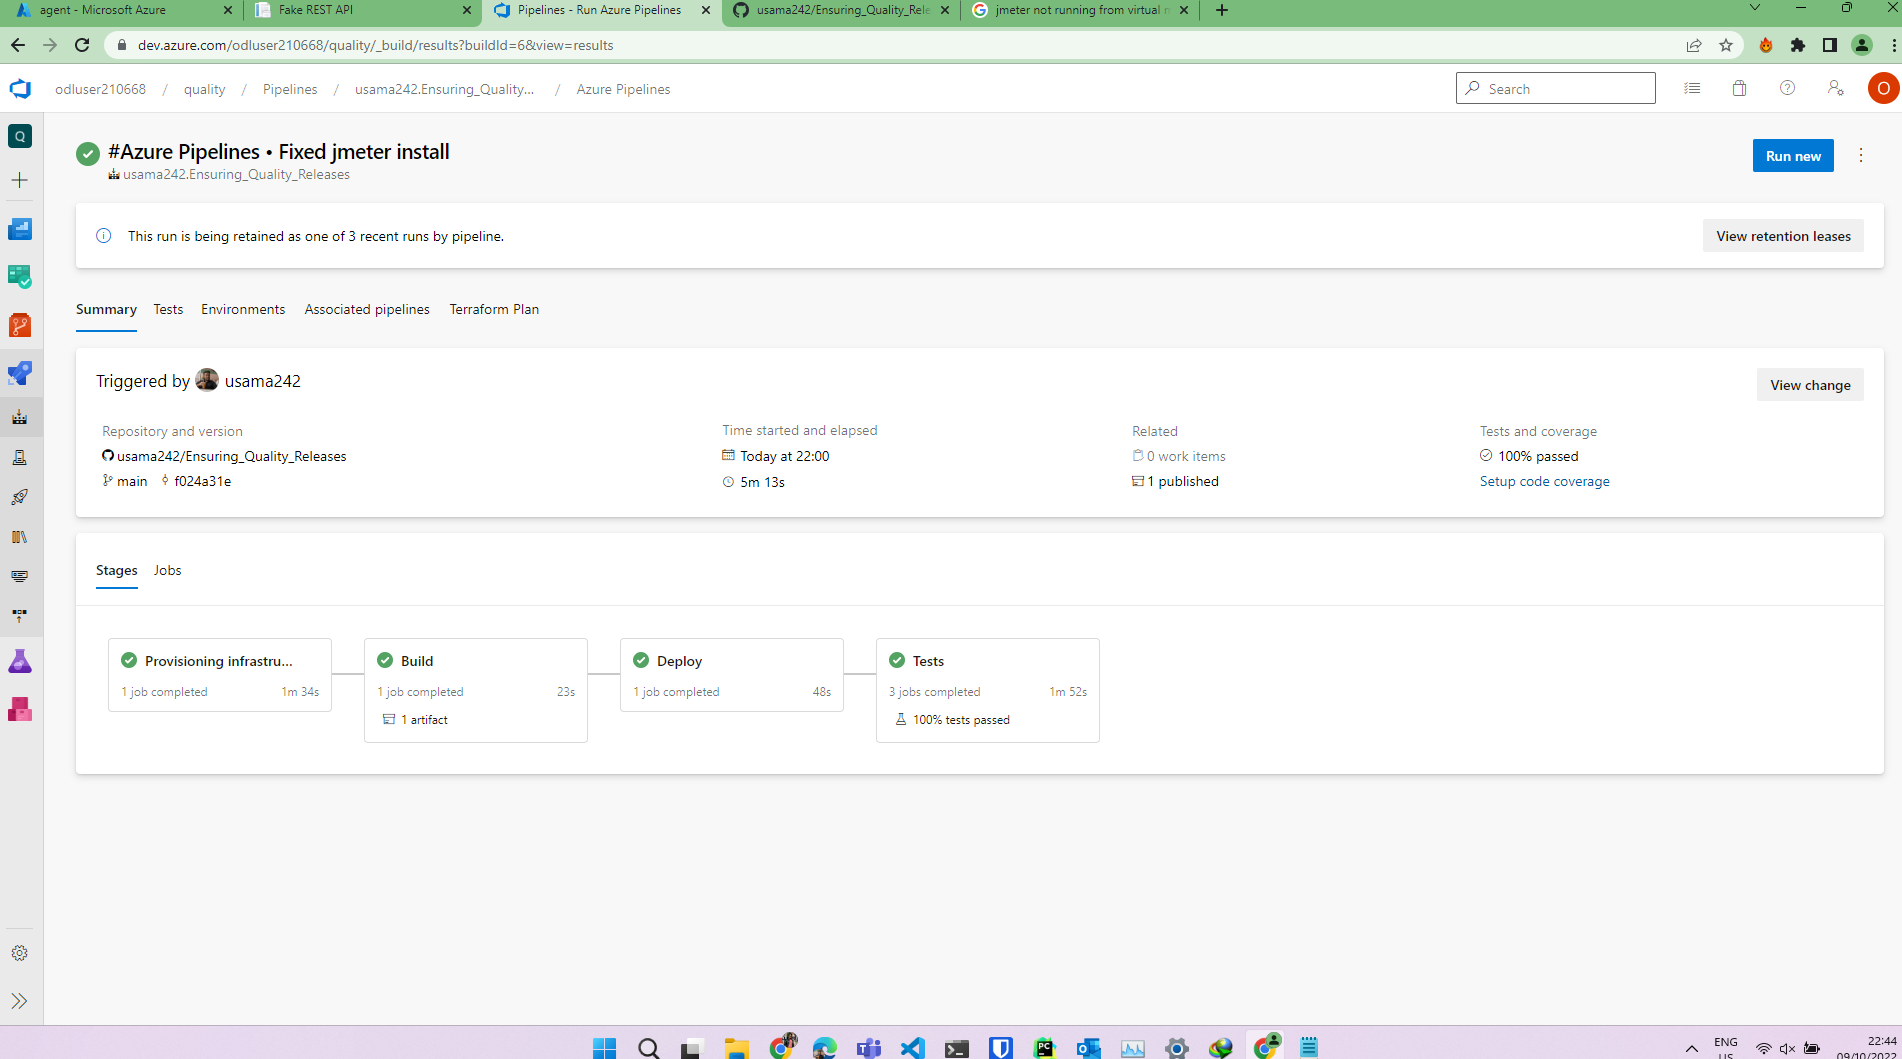 agent - Microsoft Azure
Fake REST API
Pipelines - Run Azure Pipelines
usama242/Ensuring_Quality_Rele
jmeter not running from virtual m
dev.azure.com/odluser210668/quality/_build/results?buildId=6&view=results
odluser210668 / quality / Pipelines / usama242.Ensuring_Quality... / Azure Pipelines
Search
O
Q
#Azure Pipelines • Fixed jmeter install
usama242.Ensuring_Quality_Releases
Run new
This run is being retained as one of 3 recent runs by pipeline.
View retention leases
Summary Tests Environments Associated pipelines Terraform Plan
Triggered by usama242
View change
Repository and version
usama242/Ensuring_Quality_Releases
main f024a31e
Time started and elapsed
Today at 22:00
5m 13s
Related
0 work items
1 published
Tests and coverage
100% passed
Setup code coverage
Stages Jobs
Provisioning infrastru...
1 job completed 1m 34s
Build
1 job completed 23s
1 artifact
Deploy
1 job completed 48s
Tests
3 jobs completed 1m 52s
100% tests passed
PC
ENG
US
22:44